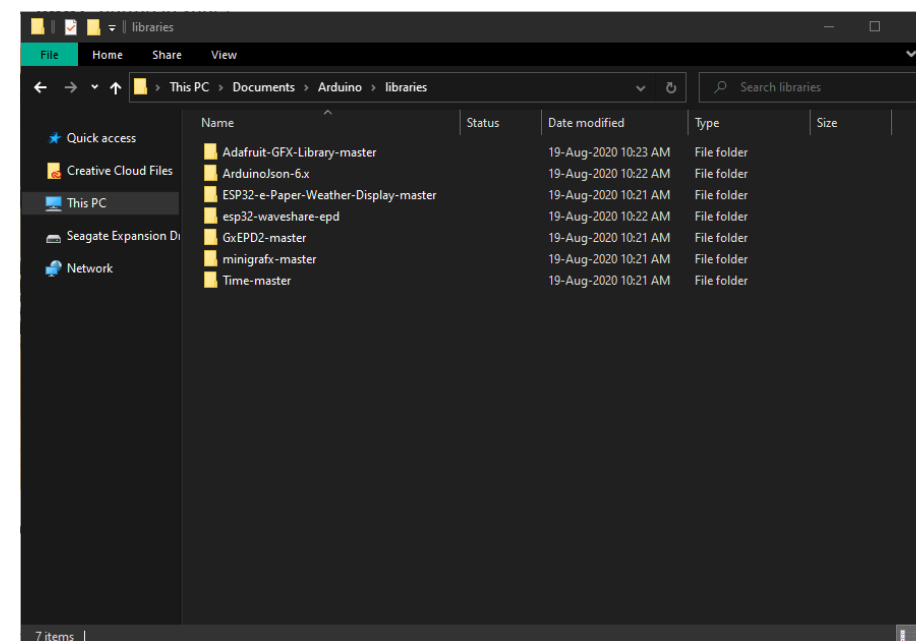 libraries
File Home Share View
This PC > Documents > Arduino > libraries
Search libraries
Name Status Date modified Type Size
Quick access
Creative Cloud Files
This PC
Seagate Expansion Dr
Network
Adafruit-GFX-Library-master 19-Aug-2020 10:23 AM File folder
ArduinoJson-6.x 19-Aug-2020 10:22 AM File folder
ESP32-e-Paper-Weather-Display-master 19-Aug-2020 10:21 AM File folder
esp32-waveshare-epd 19-Aug-2020 10:22 AM File folder
GxEPD2-master 19-Aug-2020 10:21 AM File folder
minigrafx-master 19-Aug-2020 10:21 AM File folder
Time-master 19-Aug-2020 10:21 AM File folder
7 items